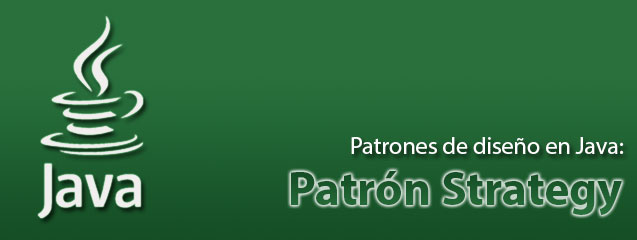 Java
Patrones de diseño en Java:
Patrón Strategy